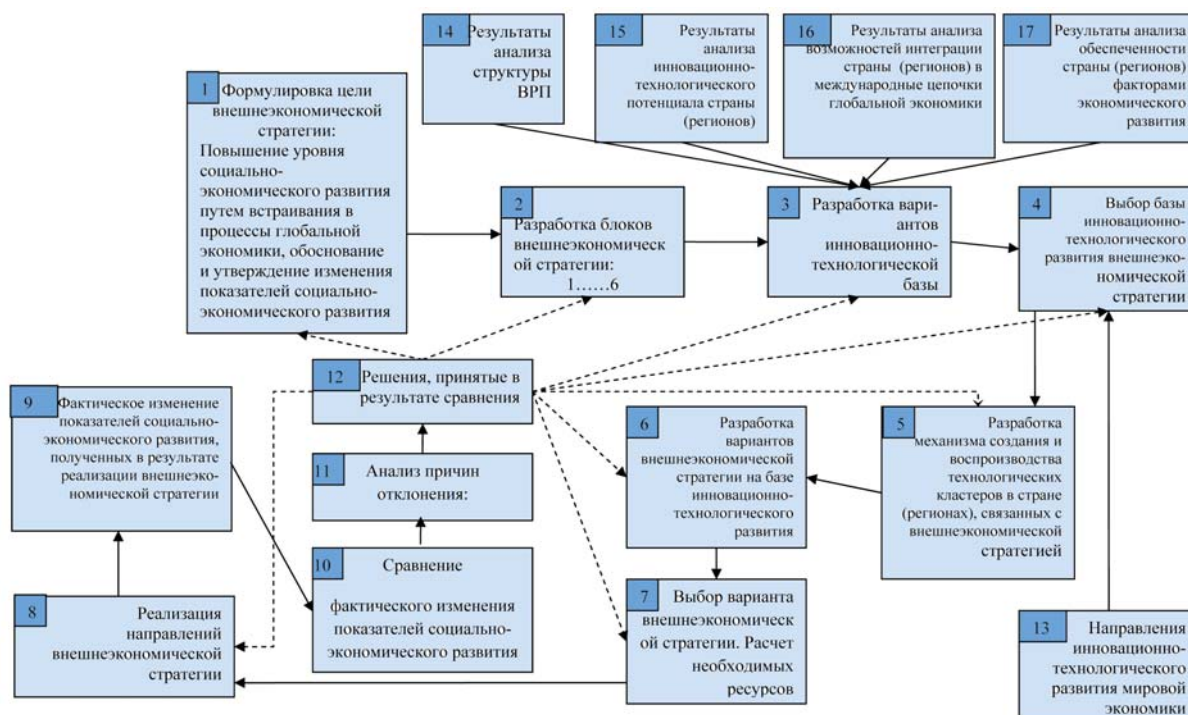 14
Результаты
анализа
структуры
ВРП
15
Результаты
анализа
инновационно-
технологического
потенциала страны
(регионов)
16
Результаты анализа
возможностей интеграции
страны (регионов) в
международные цепочки
глобальной экономики
17
Результаты анализа
обеспеченности
страны (регионов)
факторами
экономического
развития
1
Формулировка цели
внешнеэкономической
стратегии:
Повышение уровня
социально-
экономического развития
путем встраивания в
процессы глобальной
экономики, обоснование
и утверждение изменения
показателей социально-
экономического развития
2
Разработка блоков
внешнеэкономическ
ой стратегии:
1……6
3
Разработка вари-
антов
инновационно-
технологической
базы
4
Выбор базы
инновационно-
технологического
развития внешнеэко-
номической
стратегии
12
Решения, принятые в
результате сравнения
9
Фактическое изменение
показателей социально-
экономического развития,
полученных в результате
реализации внешнеэко-
номической стратегии
11
Анализ причин
отклонения:
6
Разработка
вариантов
внешнеэкономической
стратегии на базе
инновационно-
технологического
развития
5
Разработка
механизма создания и
воспроизводства
технологических
кластеров в стране
(регионах), связанных с
внешнеэкономической
стратегией
10
Сравнение
фактического изменения
показателей социально-
экономического развития
8
Реализация
направлений
внешнеэкономической
стратегии
7
Выбор варианта
внешнеэкономическ
ой стратегии. Расчет
необходимых
ресурсов
13
Направления
инновационно-
технологического
развития мировой
экономики